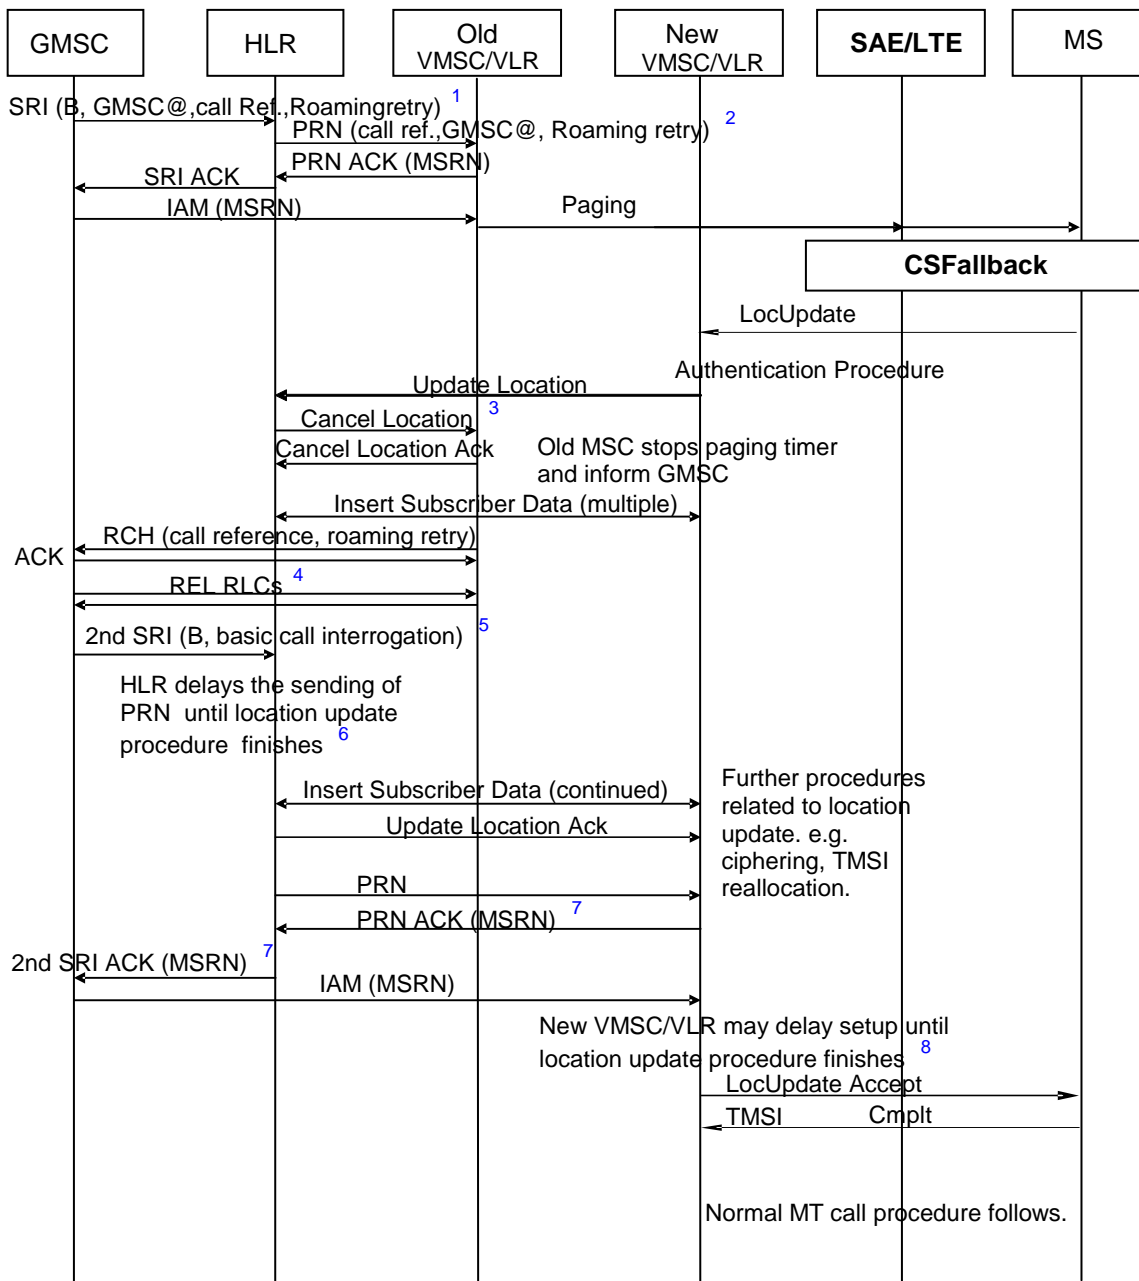 GMSC
HLR
Old
VMSC/VLR
New
VMSC/VLR
SAE/LTE
MS
SRI (B, GMSC@,call Ref.,Roamingretry) 1
PRN (call ref.,GMSC@, Roaming retry) 2
PRN ACK (MSRN)
SRI ACK
IAM (MSRN)
Paging
CSFallback
LocUpdate
Authentication Procedure
Update Location
Cancel Location 3
Cancel Location Ack
Old MSC stops paging timer
and inform GMSC
Insert Subscriber Data (multiple)
RCH (call reference, roaming retry)
ACK
REL RLCs 4
2nd SRI (B, basic call interrogation) 5
HLR delays the sending of
PRN until location update
procedure finishes 6
Insert Subscriber Data (continued)
Update Location Ack
Further procedures
related to location
update. e.g.
ciphering, TMSI
reallocation.
PRN
PRN ACK (MSRN) 7
2nd SRI ACK (MSRN) 7
IAM (MSRN)
New VMSC/VLR may delay setup until
location update procedure finishes 8
LocUpdate Accept
TMSI Cmplt
Normal MT call procedure follows.